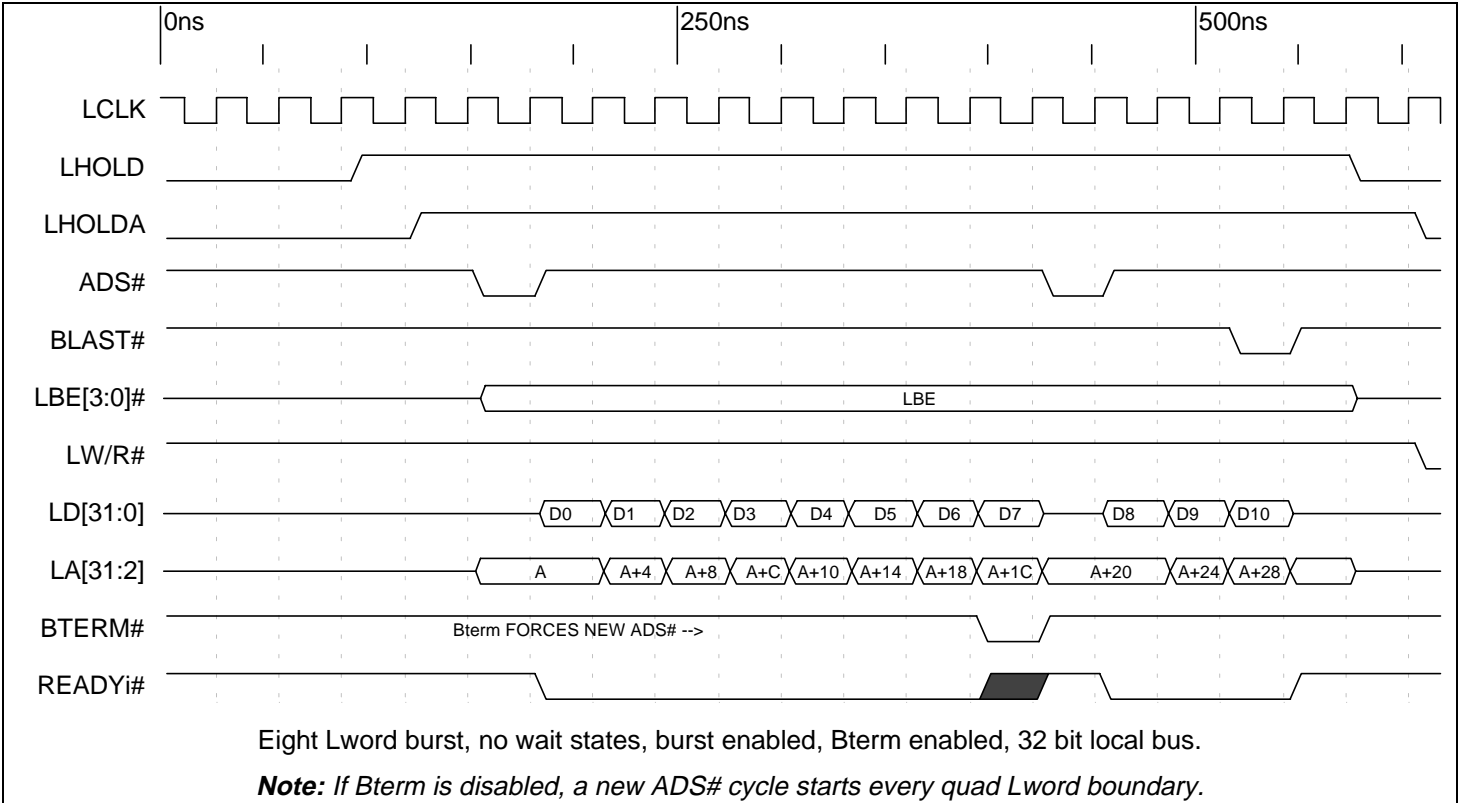 0ns 250ns 500ns
LCLK
LHOLD
LHOLDA
ADS#
BLAST#
LBE[3:0]# LBE
LW/R#
LD[31:0] D0 D1 D2 D3 D4 D5 D6 D7 D8 D9 D10
LA[31:2] A A+4 A+8 A+C A+10 A+14 A+18 A+1C A+20 A+24 A+28
BTERM# Bterm FORCES NEW ADS# -->
READYi#
Eight Lword burst, no wait states, burst enabled, Bterm enabled, 32 bit local bus.
Note: If Bterm is disabled, a new ADS# cycle starts every quad Lword boundary.